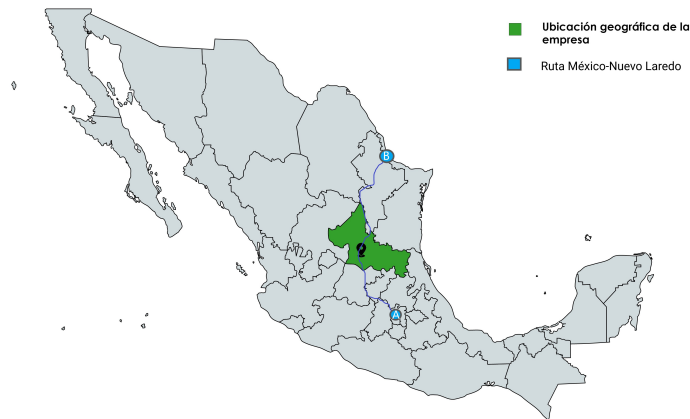 Ubicación geográfica de la
empresa
Ruta México-Nuevo Laredo
B
A